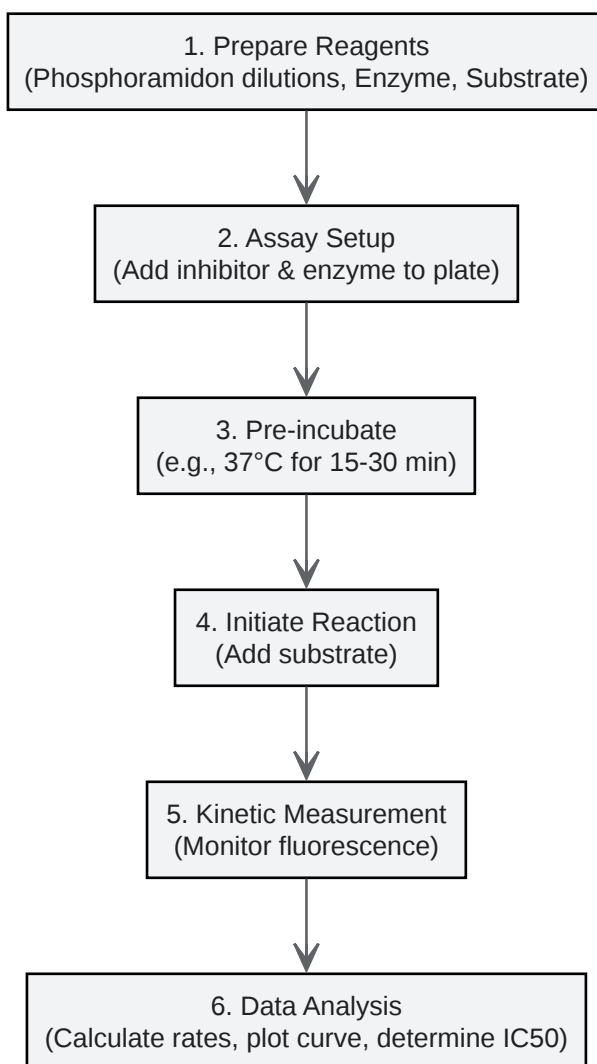 1. Prepare Reagents
(Phosphoramidon dilutions, Enzyme, Substrate)
2. Assay Setup
(Add inhibitor & enzyme to plate)
3. Pre-incubate
(e.g., 37°C for 15-30 min)
4. Initiate Reaction
(Add substrate)
5. Kinetic Measurement
(Monitor fluorescence)
6. Data Analysis
(Calculate rates, plot curve, determine IC50)